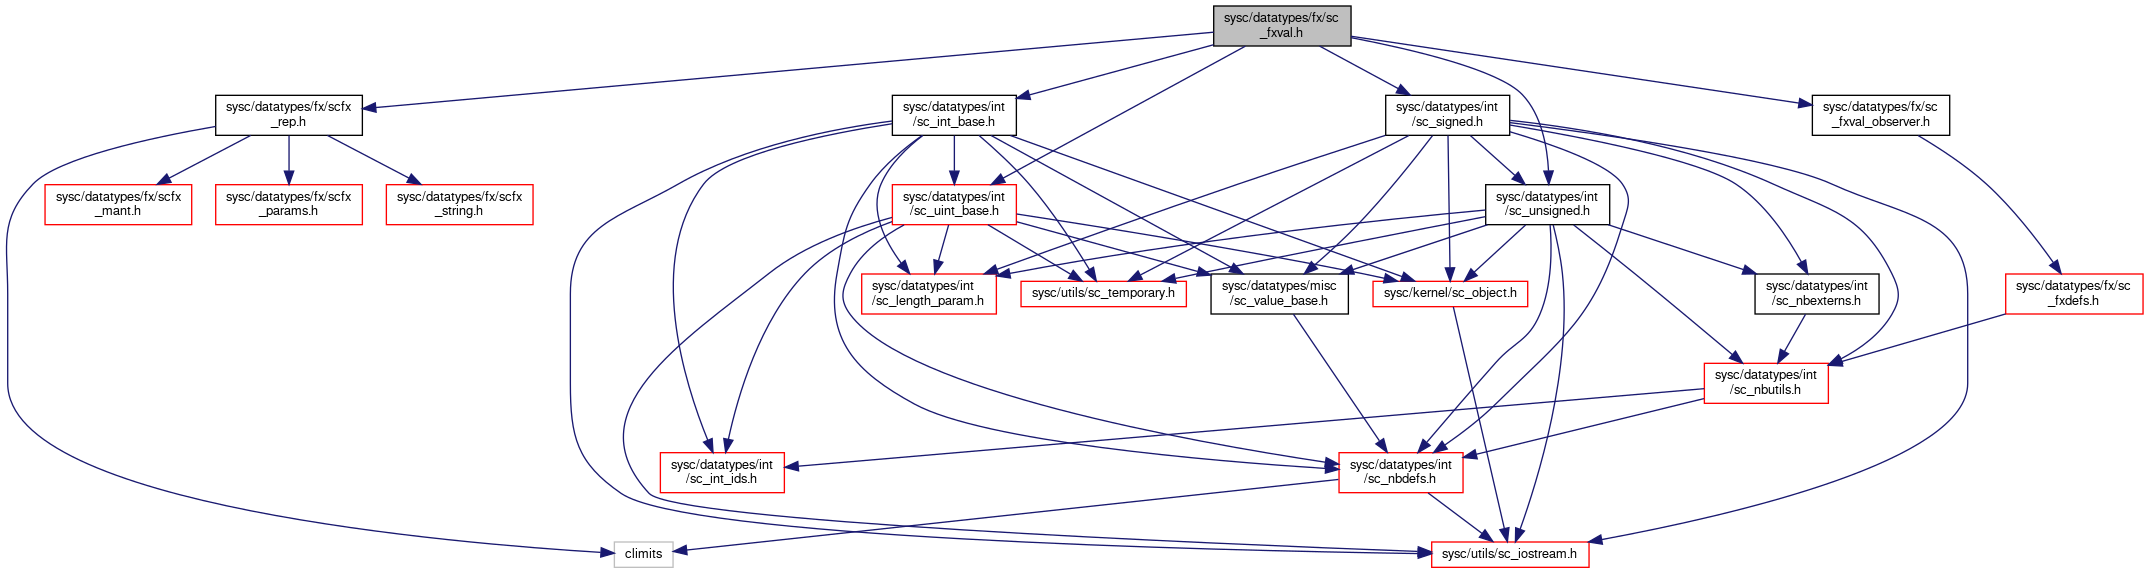 sysc/datatypes/fx/sc
_fxval.h
sysc/datatypes/fx/scfx
_rep.h
sysc/datatypes/int
/sc_int_base.h
sysc/datatypes/int
/sc_signed.h
sysc/datatypes/fx/sc
_fxval_observer.h
sysc/datatypes/fx/scfx
_mant.h
sysc/datatypes/fx/scfx
_params.h
sysc/datatypes/fx/scfx
_string.h
sysc/datatypes/int
/sc_uint_base.h
sysc/datatypes/int
/sc_unsigned.h
sysc/datatypes/int
/sc_length_param.h
sysc/utils/sc_temporary.h
sysc/datatypes/misc
/sc_value_base.h
sysc/kernel/sc_object.h
sysc/datatypes/int
/sc_nbexterns.h
sysc/datatypes/fx/sc
_fxdefs.h
sysc/datatypes/int
/sc_nbutils.h
sysc/datatypes/int
/sc_int_ids.h
sysc/datatypes/int
/sc_nbdefs.h
climits
sysc/utils/sc_iostream.h